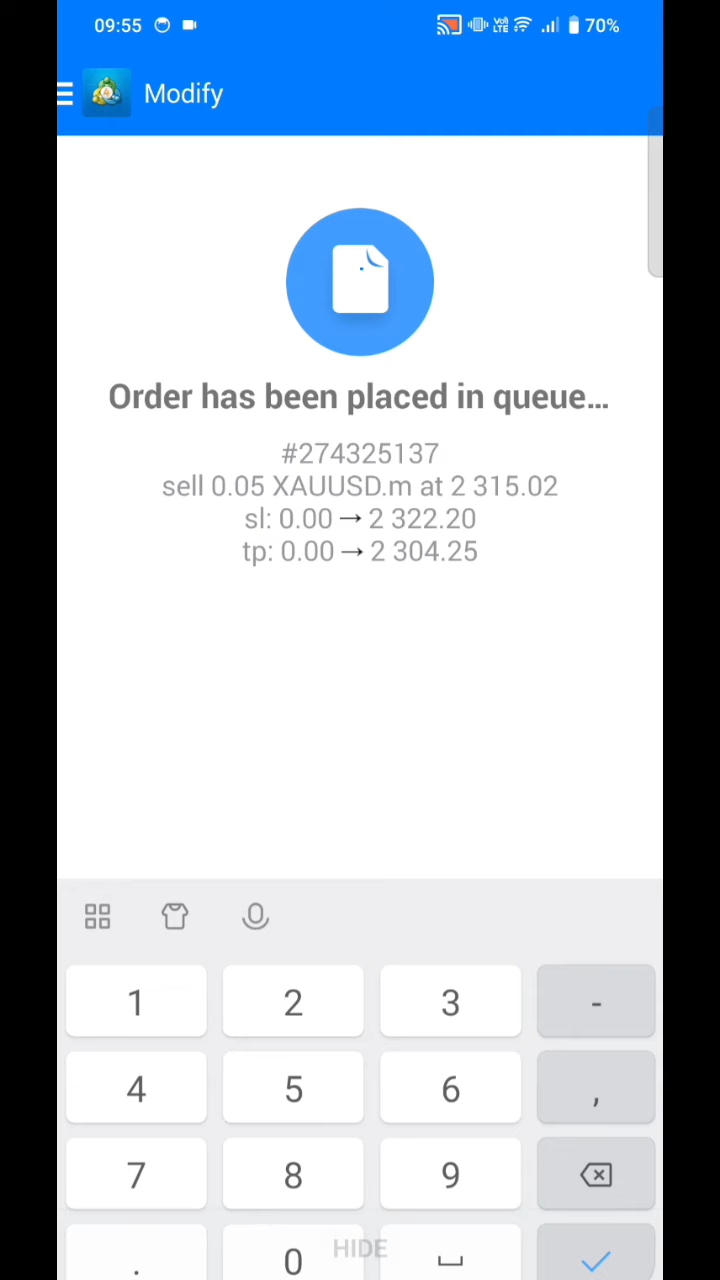 09:55 Vo) LTE 70%
Modify
Order has been placed in queue...
#274325137
sell 0.05 XAUUSD.m at 2 315.02
sl: 0.00 → 2 322.20
tp: 0.00 → 2 304.25
1 2 3 -
4 5 6 ,
7 8 9
. 0
HIDE